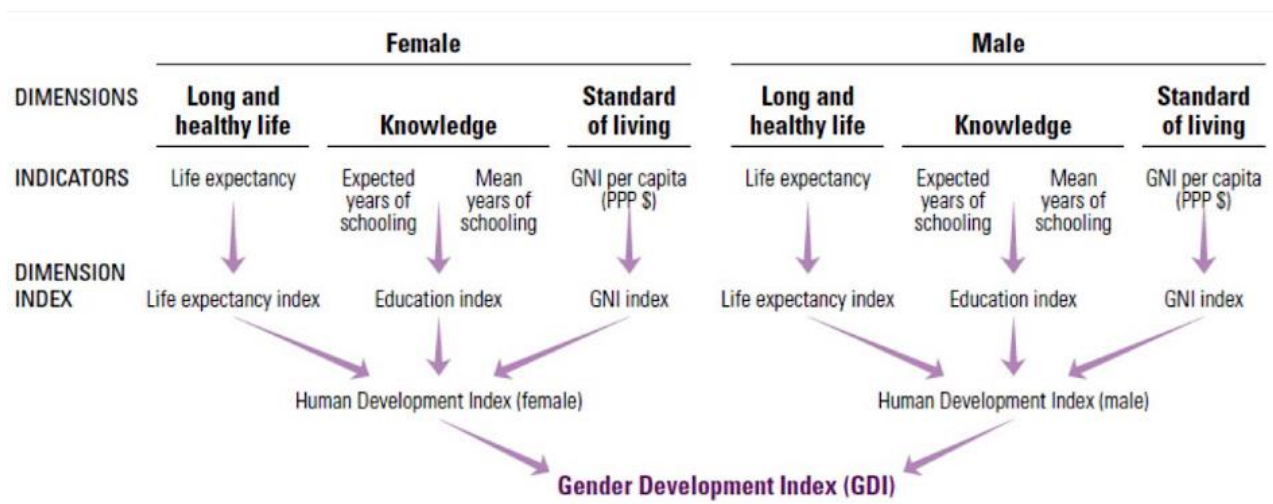 Female Male
DIMENSIONS Long and healthy life Knowledge Standard of living Long and healthy life Knowledge Standard of living
INDICATORS Life expectancy Expected years of schooling Mean years of schooling GNI per capita (PPP $) Life expectancy Expected years of schooling Mean years of schooling GNI per capita (PPP $)
DIMENSION INDEX Life expectancy index Education index GNI index Life expectancy index Education index GNI index
Human Development Index (female) Human Development Index (male)
Gender Development Index (GDI)